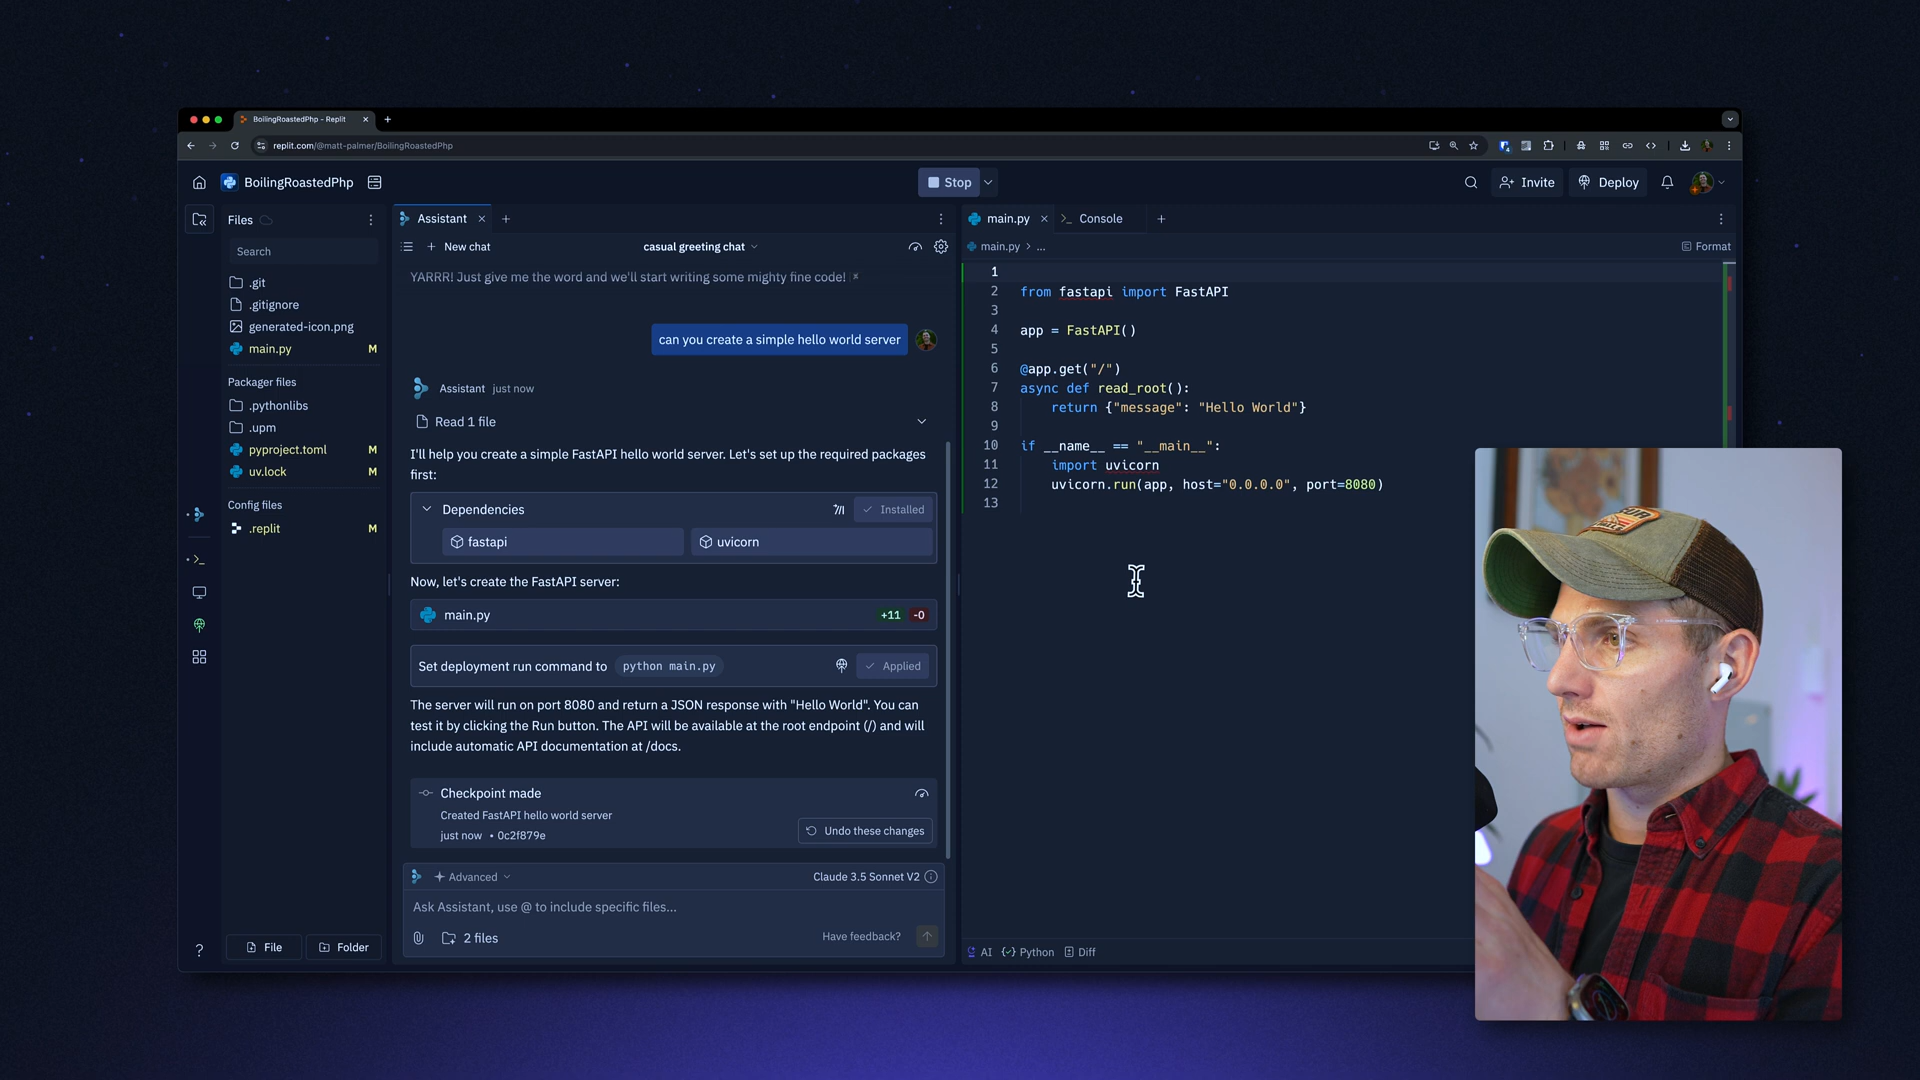 BoilingRoastedPhp - Replit
replit.com/@matt-palmer/BoilingRoastedPhp
BoilingRoastedPhp
Stop
Invite
Deploy
Files
Search
.git
.gitignore
generated-icon.png
main.py M
Packager files
.pythonlibs
.upm
pyproject.toml M
uv.lock M
Config files
.replit M
File
Folder
Assistant
New chat
casual greeting chat
YARRR! Just give me the word and we'll start writing some mighty fine code!
can you create a simple hello world server
Assistant just now
Read 1 file
I'll help you create a simple FastAPI hello world server. Let's set up the required packages
first:
Dependencies
Installed
fastapi
uvicorn
Now, let's create the FastAPI server:
main.py +11 -0
Set deployment run command to python main.py
Applied
The server will run on port 8080 and return a JSON response with "Hello World". You can
test it by clicking the Run button. The API will be available at the root endpoint (/) and will
include automatic API documentation at /docs.
Checkpoint made
Created FastAPI hello world server
just now • 0c2f879e
Undo these changes
Advanced
Claude 3.5 Sonnet V2
Ask Assistant, use @ to include specific files...
2 files
Have feedback?
main.py
Console
main.py > ...
Format
1
2 from fastapi import FastAPI
3
4 app = FastAPI()
5
6 @app.get("/")
7 async def read_root():
8 return {"message": "Hello World"}
9
10 if __name__ == "__main__":
11 import uvicorn
12 uvicorn.run(app, host="0.0.0.0", port=8080)
13
AI
Python
Diff